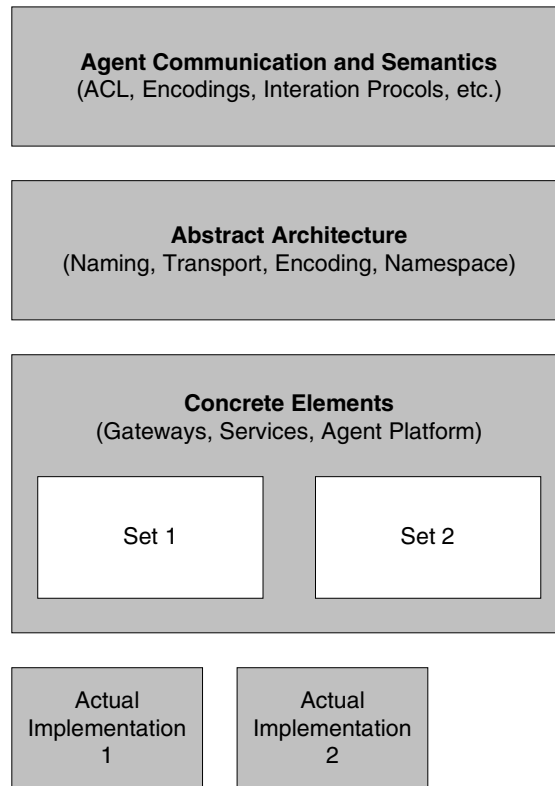 Agent Communication and Semantics
(ACL, Encodings, Interation Procols, etc.)
Abstract Architecture
(Naming, Transport, Encoding, Namespace)
Concrete Elements
(Gateways, Services, Agent Platform)
Set 1
Set 2
Actual
Implementation
1
Actual
Implementation
2